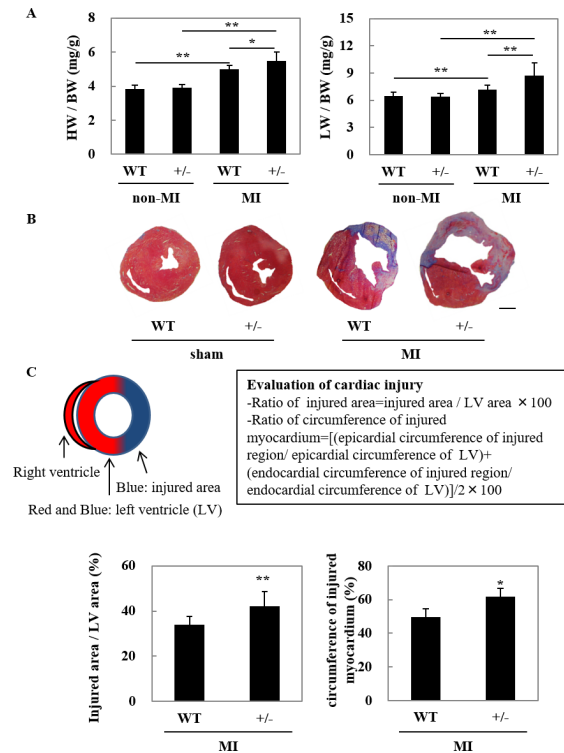 A
HW / BW (mg/g)
8
6
4
2
0
**
**
*
WT
+/-
WT
+/-
non-MI
MI
LW / BW (mg/g)
15
12
9
6
3
0
**
**
**
WT
+/-
WT
+/-
non-MI
MI
B
WT
+/-
WT
+/-
sham
MI
C
Right ventricle
Blue: injured area
Red and Blue: left ventricle (LV)
Evaluation of cardiac injury
-Ratio of injured area=injured area / LV area × 100
-Ratio of circumference of injured
myocardium=[(epicardial circumference of injured
region/ epicardial circumference of LV)+
(endocardial circumference of injured region/
endocardial circumference of LV)]/2 × 100
Injured area / LV area (%)
60
40
20
0
**
WT
+/-
MI
circumference of injured
myocardium (%)
80
60
40
20
0
*
WT
+/-
MI